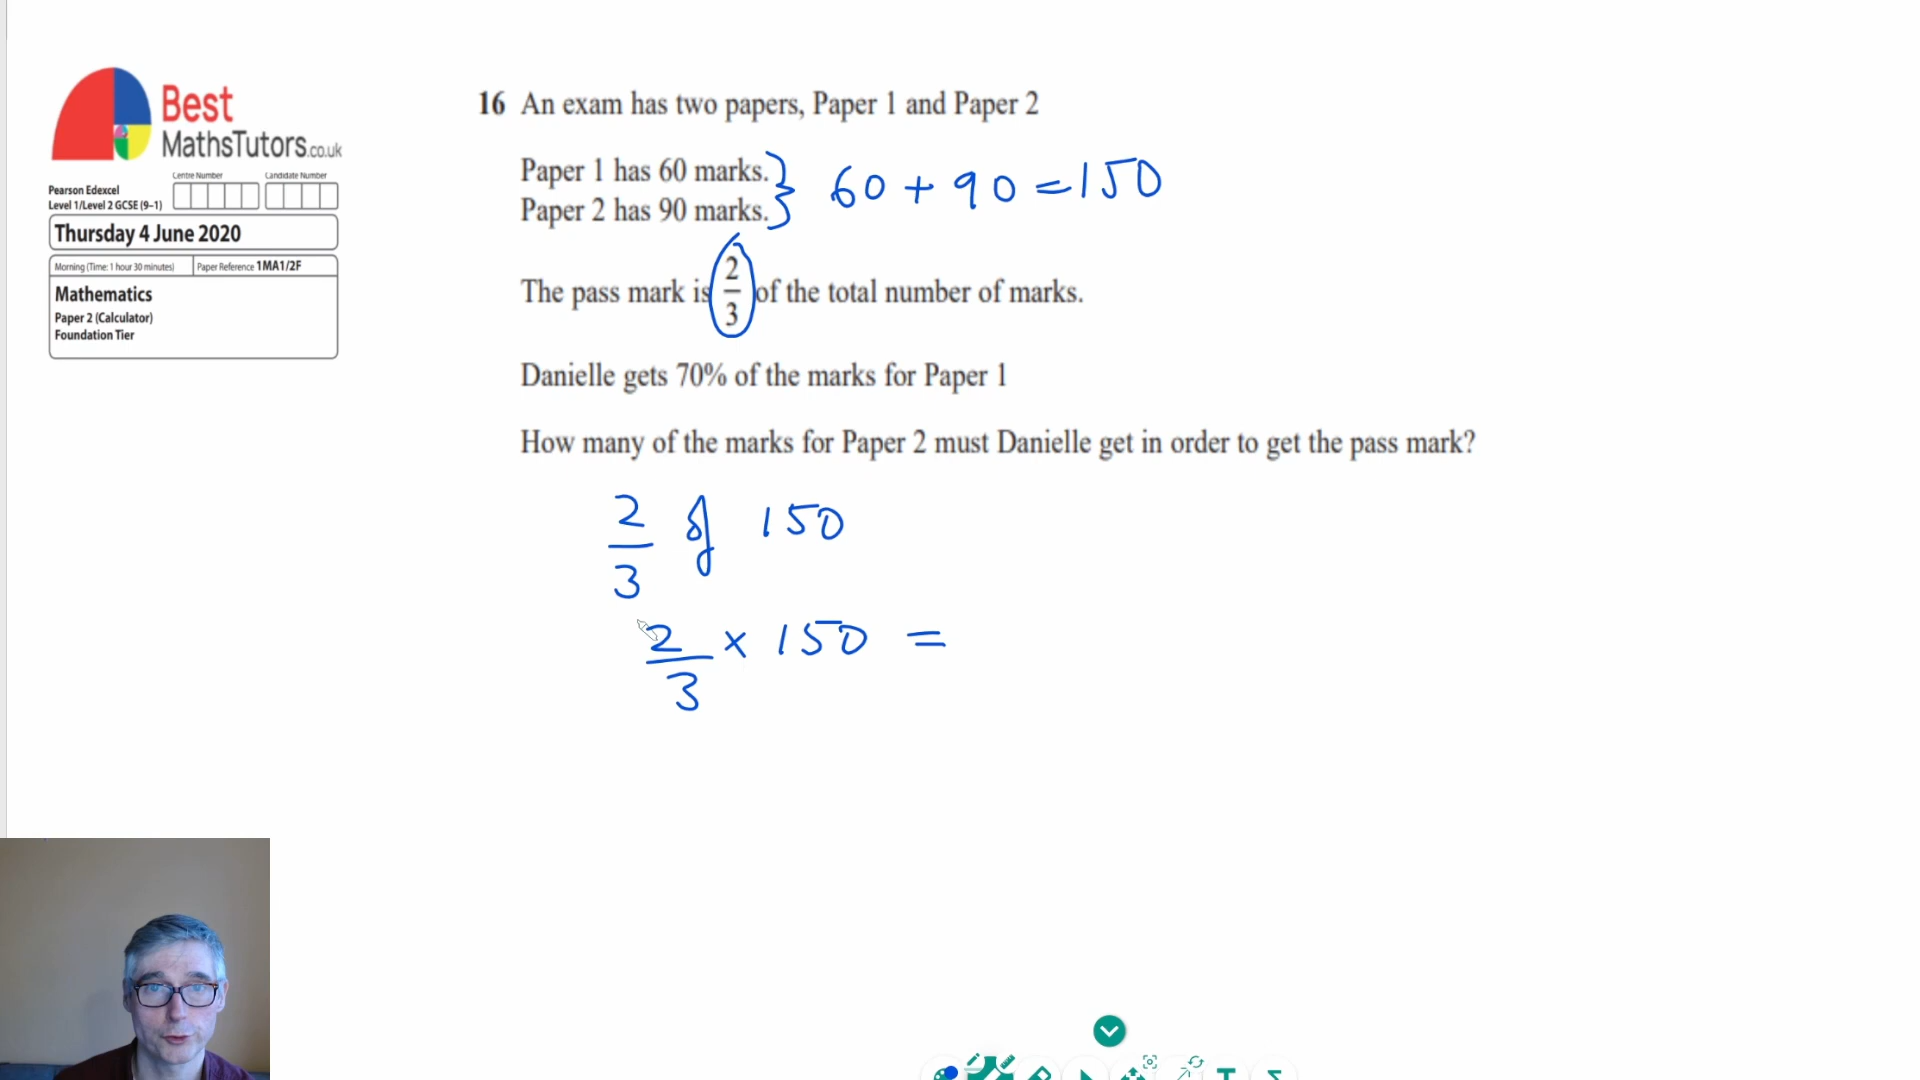 Best
MathsTutors.co.uk
Centre Number
Candidate Number
Pearson Edexcel
Level 1/Level 2 GCSE (9–1)
Thursday 4 June 2020
Morning (Time: 1 hour 30 minutes)
Paper Reference 1MA1/2F
Mathematics
Paper 2 (Calculator)
Foundation Tier
16 An exam has two papers, Paper 1 and Paper 2
Paper 1 has 60 marks.
Paper 2 has 90 marks.
} 60 + 90 = 150
The pass mark is 2/3 of the total number of marks.
Danielle gets 70% of the marks for Paper 1
How many of the marks for Paper 2 must Danielle get in order to get the pass mark?
2/3 of 150
2/3 × 150 =